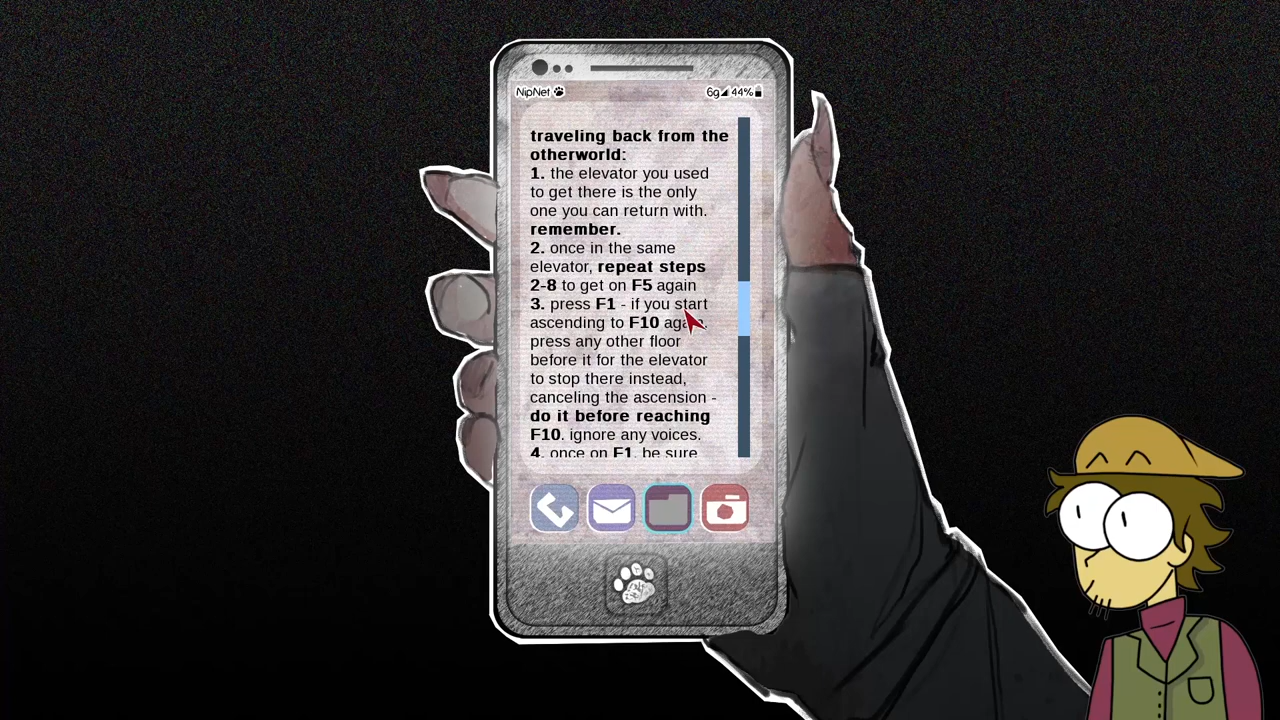 NipNet 6g 44%
traveling back from the
otherworld:
1. the elevator you used
to get there is the only
one you can return with.
remember.
2. once in the same
elevator, repeat steps
2-8 to get on F5 again
3. press F1 - if you start
ascending to F10 again,
press any other floor
before it for the elevator
to stop there instead,
canceling the ascension -
do it before reaching
F10. ignore any voices.
4. once on F1, be sure